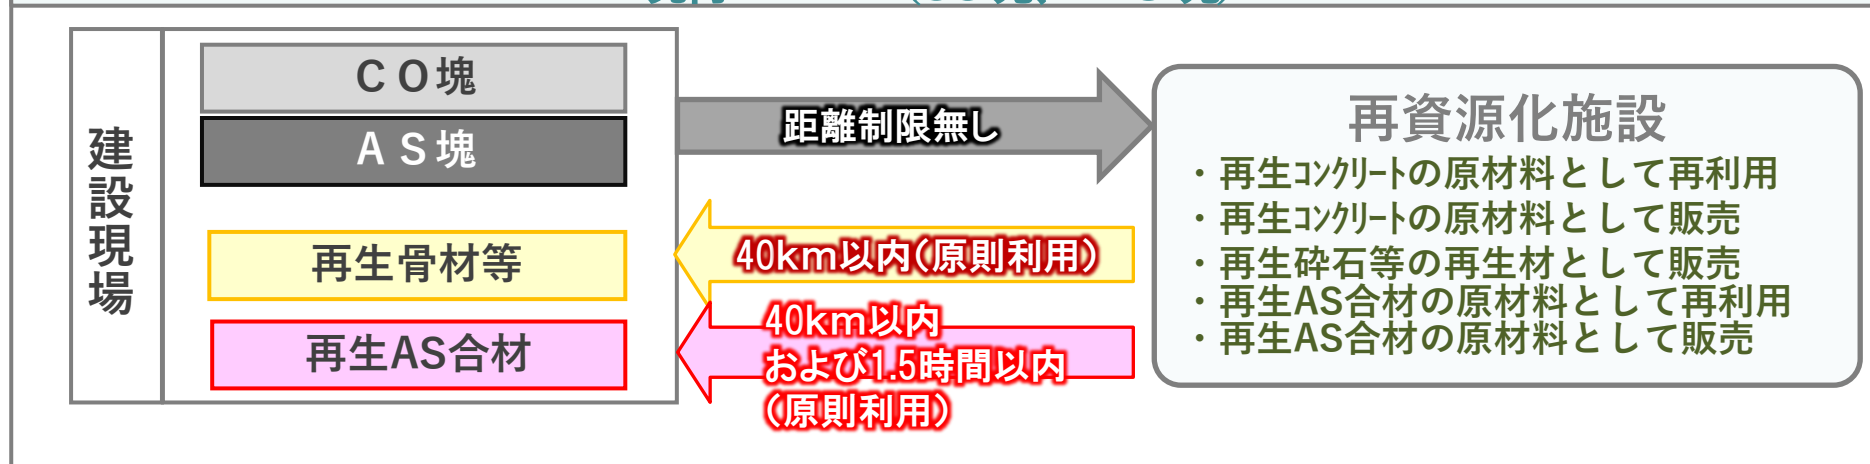 建設現場
CO塊
AS塊
再生骨材等
再生AS合材
距離制限無し
40km以内(原則利用)
40km以内
および1.5時間以内
(原則利用)
再資源化施設
・再生ｺﾝｸﾘｰﾄの原材料として再利用
・再生ｺﾝｸﾘｰﾄの原材料として販売
・再生砕石等の再生材として販売
・再生AS合材の原材料として再利用
・再生AS合材の原材料として販売